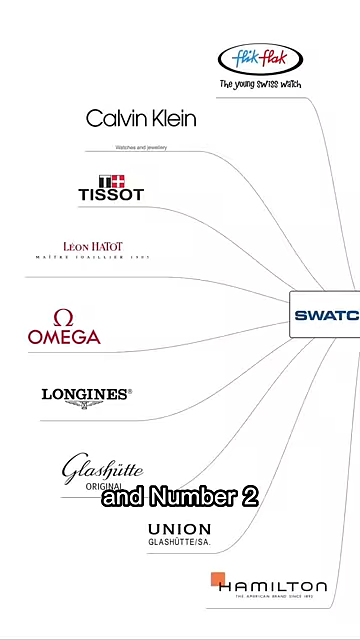 flik flak
The young swiss watch
Calvin Klein
Watches and jewellery
TISSOT
LÉON HATOT
MAÎTRE JOAILLIER 1905
SWATC
Ω
OMEGA
LONGINES®
Glashütte
ORIGINAL
and Number 2
UNION
GLASHÜTTE/SA.
HAMILTON
THE AMERICAN BRAND SINCE 1892